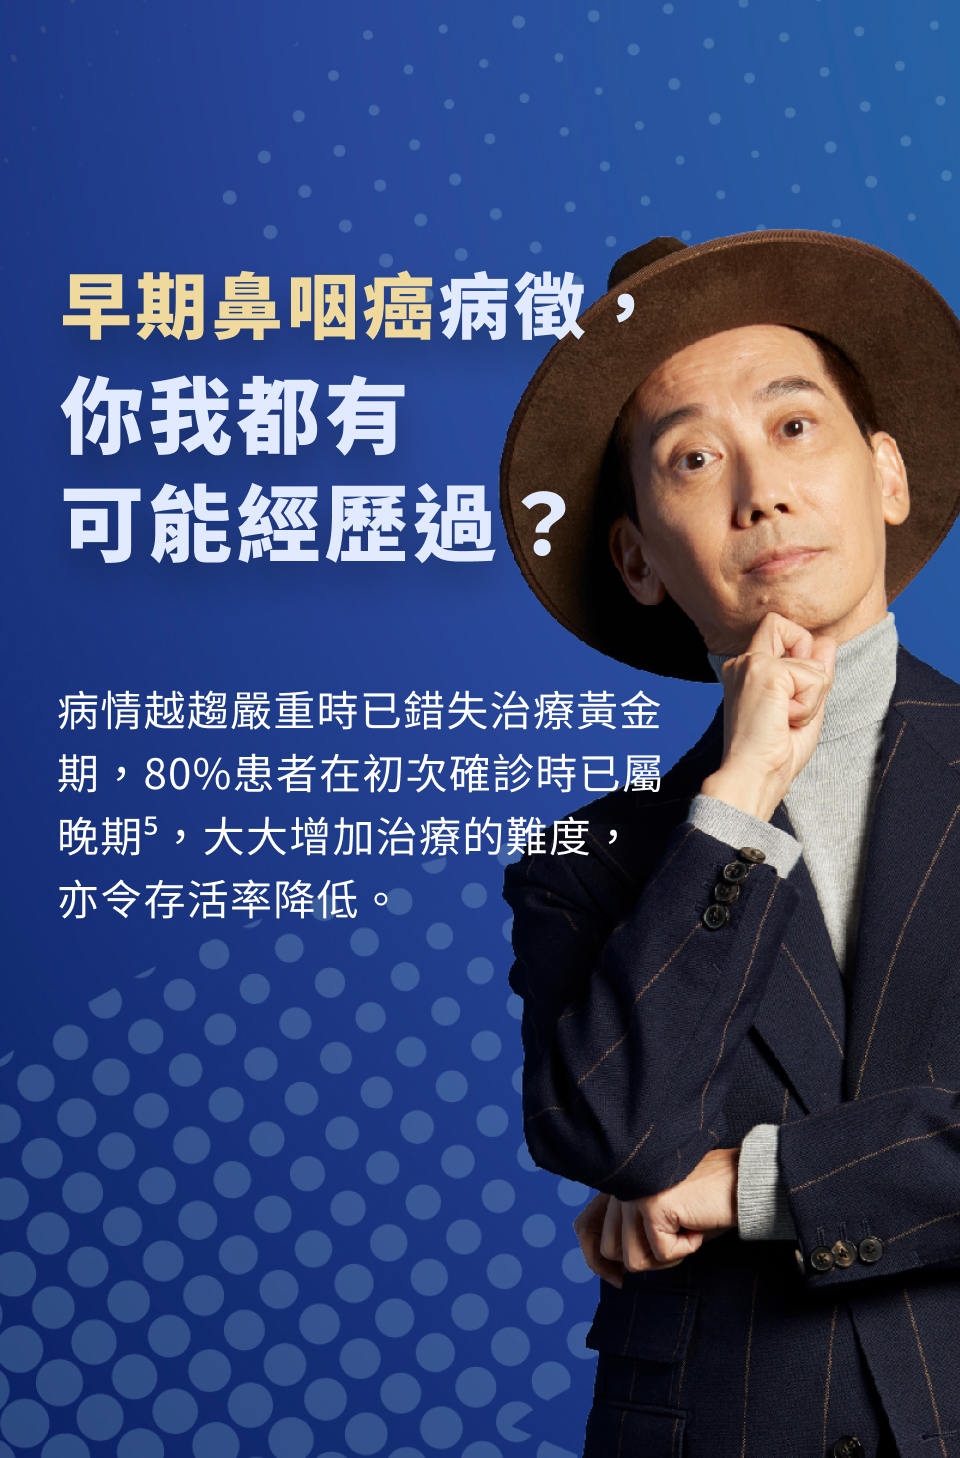 早期鼻咽癌病徵，
你我都有
可能經歷過？
病情越趨嚴重時已錯失治療黃金
期，80%患者在初次確診時已屬
晚期⁵，大大增加治療的難度，
亦令存活率降低。